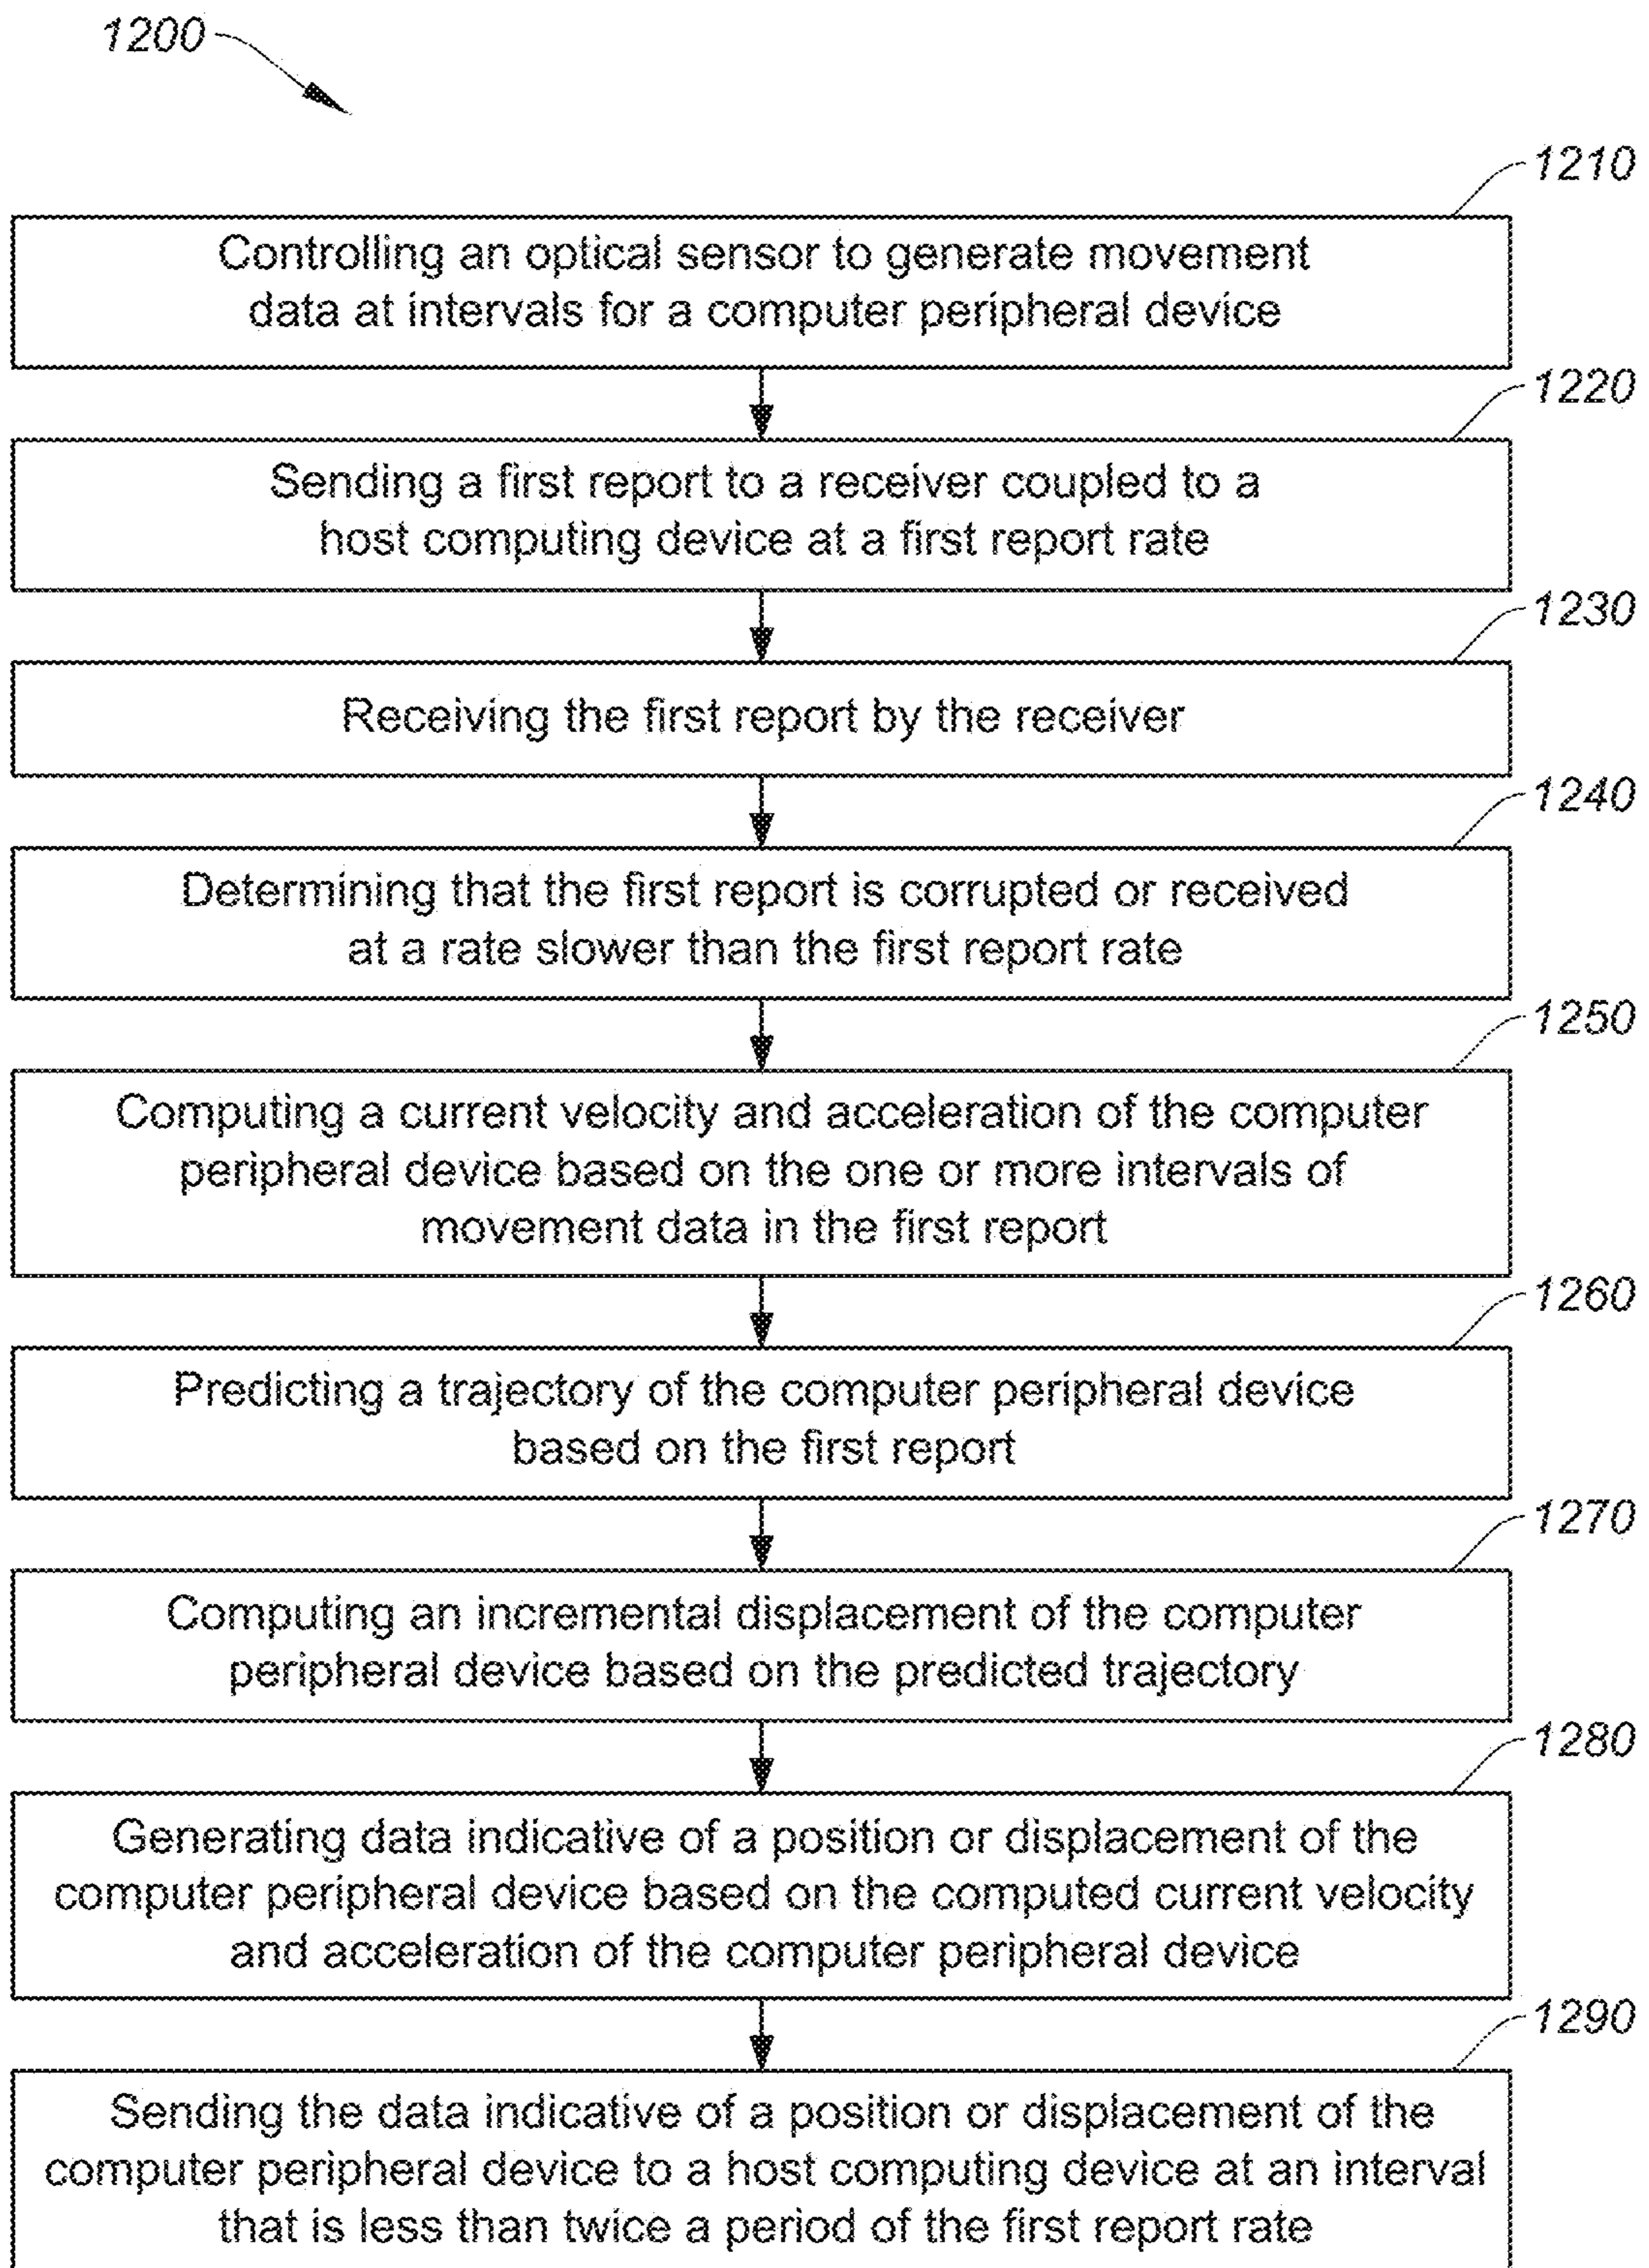 1200
1210
Controlling an optical sensor to generate movement
data at intervals for a computer peripheral device
1220
Sending a first report to a receiver coupled to a
host computing device at a first report rate
1230
Receiving the first report by the receiver
1240
Determining that the first report is corrupted or received
at a rate slower than the first report rate
1250
Computing a current velocity and acceleration of the computer
peripheral device based on the one or more intervals of
movement data in the first report
1260
Predicting a trajectory of the computer peripheral device
based on the first report
1270
Computing an incremental displacement of the computer
peripheral device based on the predicted trajectory
1280
Generating data indicative of a position or displacement of the
computer peripheral device based on the computed current velocity
and acceleration of the computer peripheral device
1290
Sending the data indicative of a position or displacement of the
computer peripheral device to a host computing device at an interval
that is less than twice a period of the first report rate